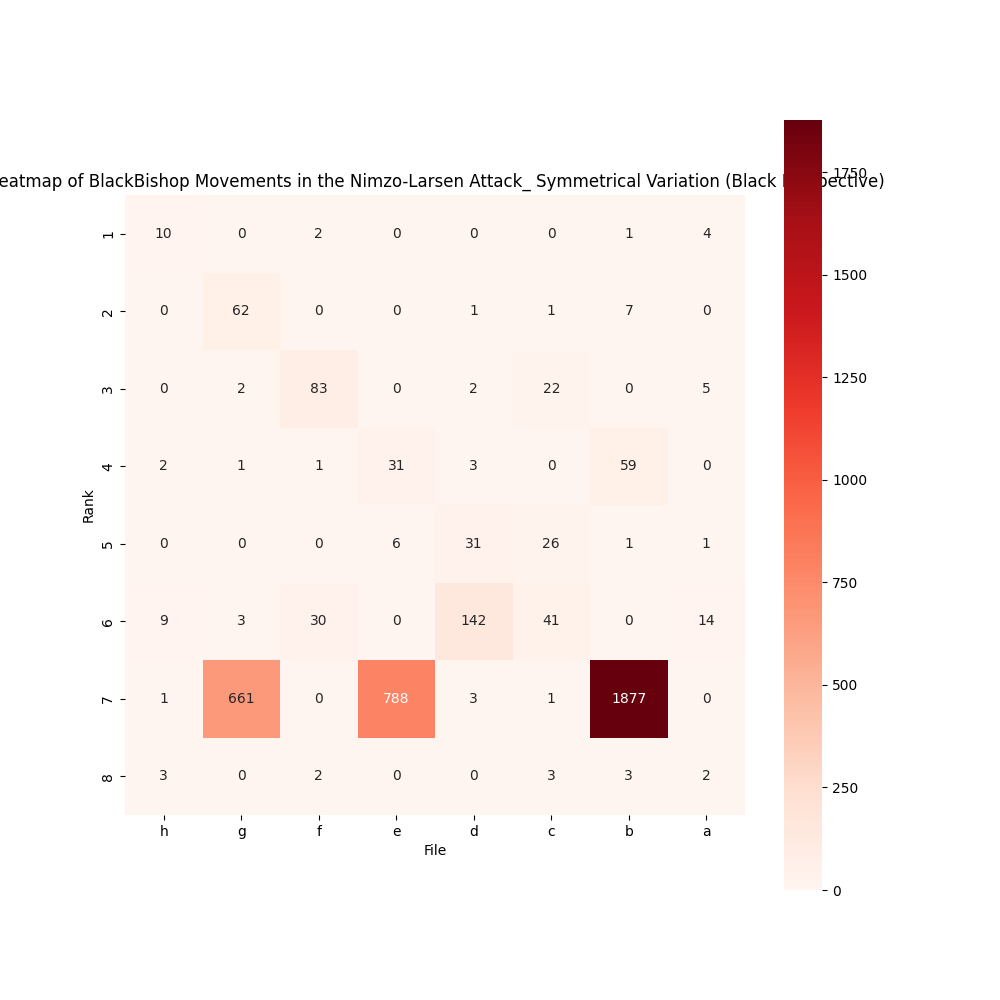 eatmap of BlackBishop Movements in the Nimzo-Larsen Attack_ Symmetrical Variation (Black pective)
1750
1500
1250
1000
750
500
250
0
Rank
1 10 0 2 0 0 0 1 4
2 0 62 0 0 1 1 7 0
3 0 2 83 0 2 22 0 5
4 2 1 1 31 3 0 59 0
5 0 0 0 6 31 26 1 1
6 9 3 30 0 142 41 0 14
7 1 661 0 788 3 1 1877 0
8 3 0 2 0 0 3 3 2
h g f e d c b a
File